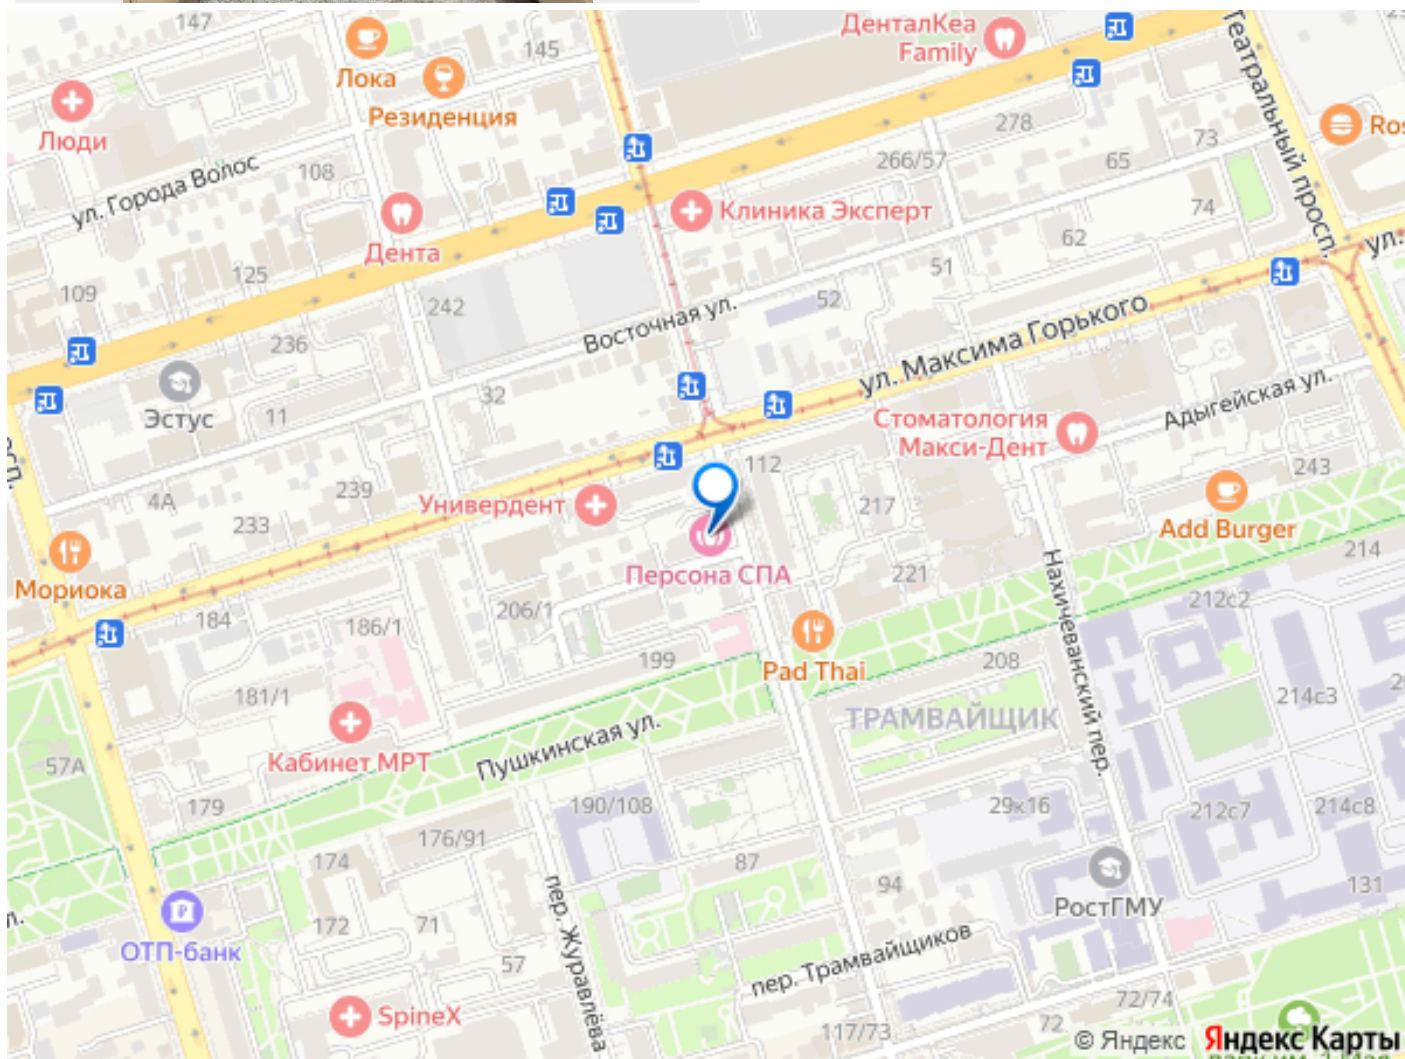 147
145
ДенталКеа
Family
Лока
Резиденция
Театральный просп.
Ros
Люди
278
73
266/57
65
108
ул. Города Волос
Клиника Эксперт
74
Дента
62
ул.
51
125
109
242
52
Восточная ул.
ул. Максима Горького
236
Эстус
11
32
Стоматология
Макси-Дент
Адыгейская ул.
112
243
4А
239
Универдент
217
233
Add Burger
Мориока
214
Персона СПА
221
184
206/1
186/1
212с2
Pad Thai
199
208
Нахичеванский пер.
181/1
214с3
ТРАМВАЙЩИК
Пушкинская ул.
Кабинет МРТ
57А
179
190/108
29к16
212с7
214с8
176/91
174
87
94
131
РостГМУ
172
71
ОТП-банк
пер. Журавлёва
57
пер. Трамвайщиков
SpineX
72/74
72
117/73
© Яндекс Яндекс Карты